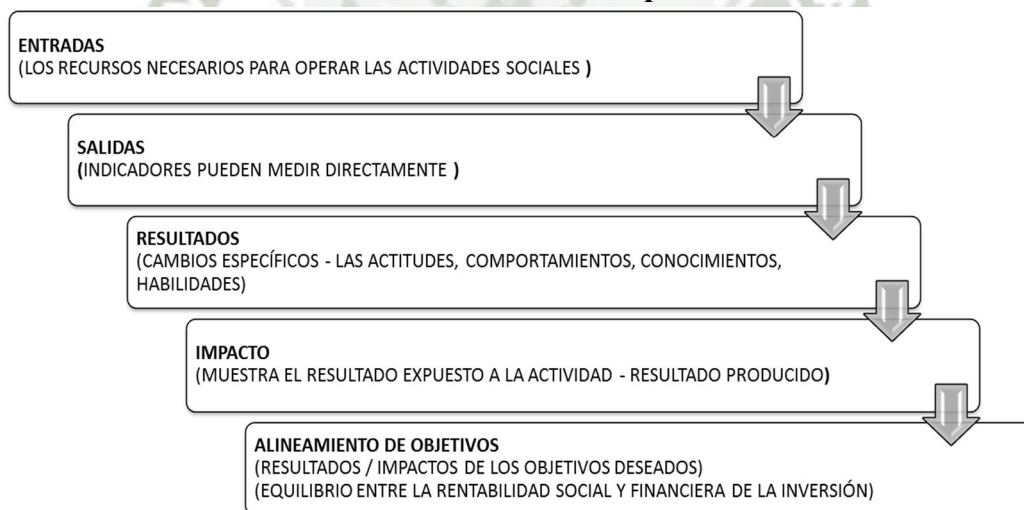 ENTRADAS
(LOS RECURSOS NECESARIOS PARA OPERAR LAS ACTIVIDADES SOCIALES )
SALIDAS
(INDICADORES PUEDEN MEDIR DIRECTAMENTE )
RESULTADOS
(CAMBIOS ESPECÍFICOS - LAS ACTITUDES, COMPORTAMIENTOS, CONOCIMIENTOS,
HABILIDADES)
IMPACTO
(MUESTRA EL RESULTADO EXPUESTO A LA ACTIVIDAD - RESULTADO PRODUCIDO)
ALINEAMIENTO DE OBJETIVOS
(RESULTADOS / IMPACTOS DE LOS OBJETIVOS DESEADOS)
(EQUILIBRIO ENTRE LA RENTABILIDAD SOCIAL Y FINANCIERA DE LA INVERSIÓN)